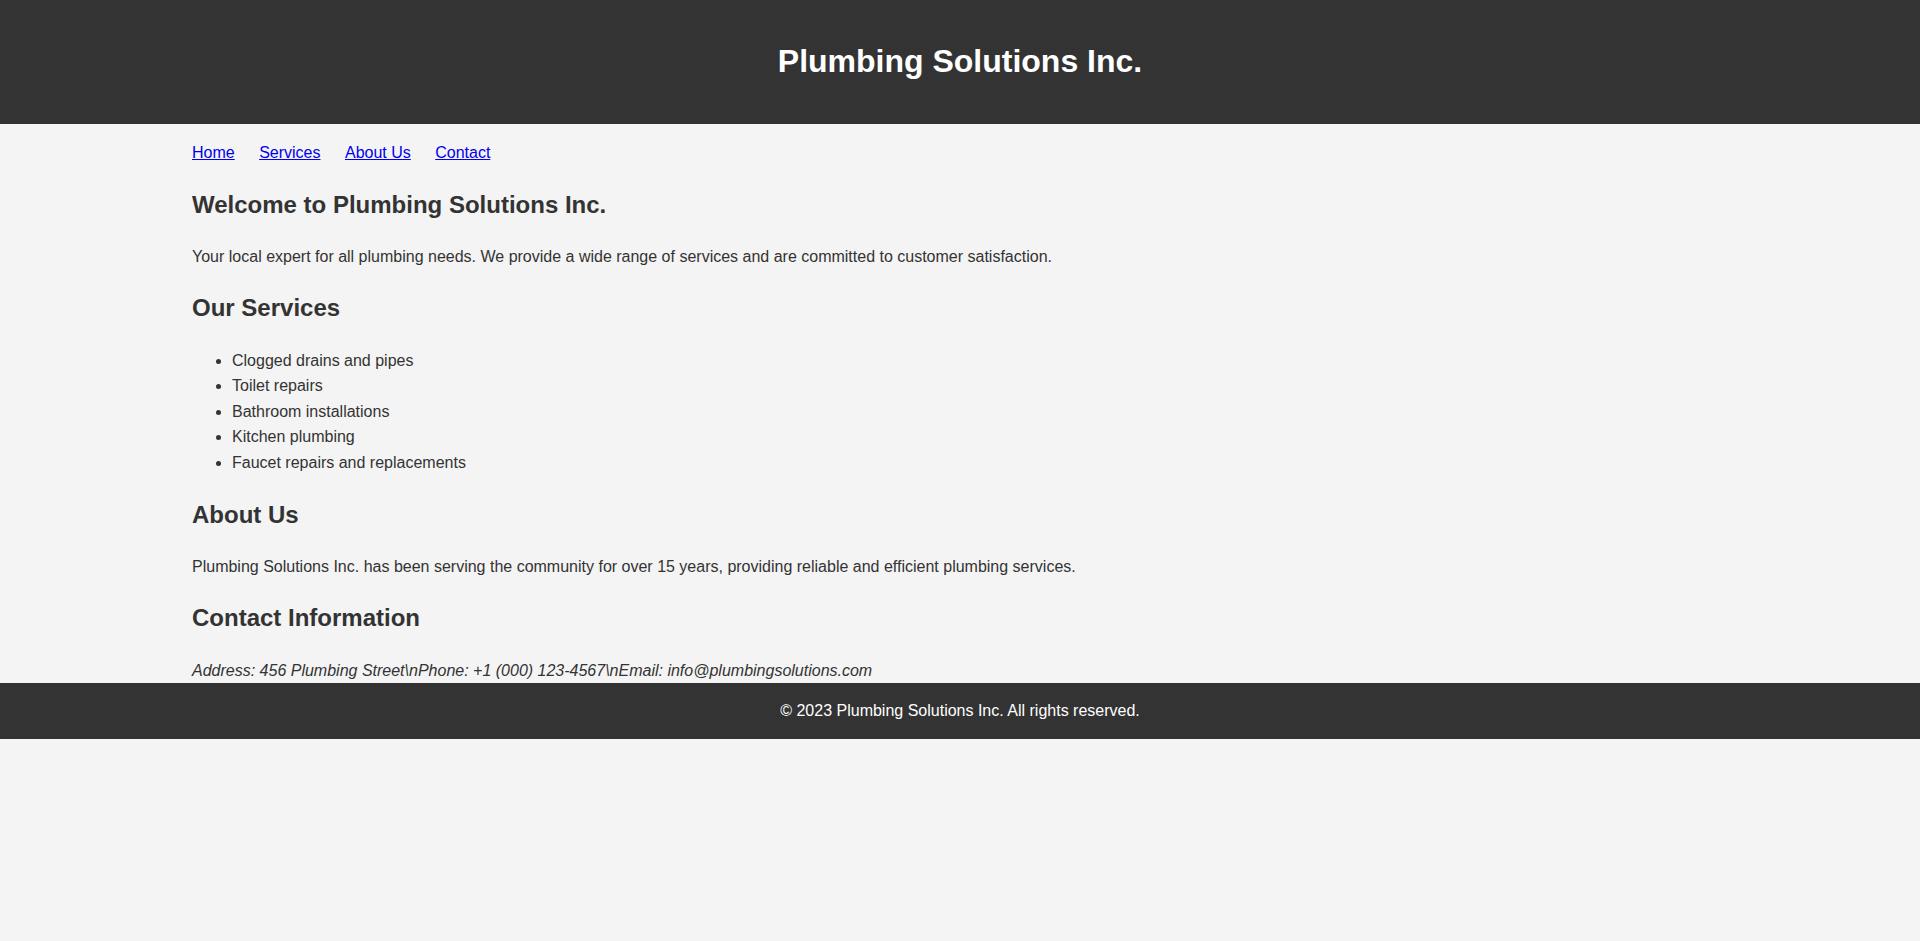 Plumbing Solutions Inc.
Home Services About Us Contact
Welcome to Plumbing Solutions Inc.
Your local expert for all plumbing needs. We provide a wide range of services and are committed to customer satisfaction.
Our Services
• Clogged drains and pipes
• Toilet repairs
• Bathroom installations
• Kitchen plumbing
• Faucet repairs and replacements
About Us
Plumbing Solutions Inc. has been serving the community for over 15 years, providing reliable and efficient plumbing services.
Contact Information
Address: 456 Plumbing Street\nPhone: +1 (000) 123-4567\nEmail: info@plumbingsolutions.com
© 2023 Plumbing Solutions Inc. All rights reserved.